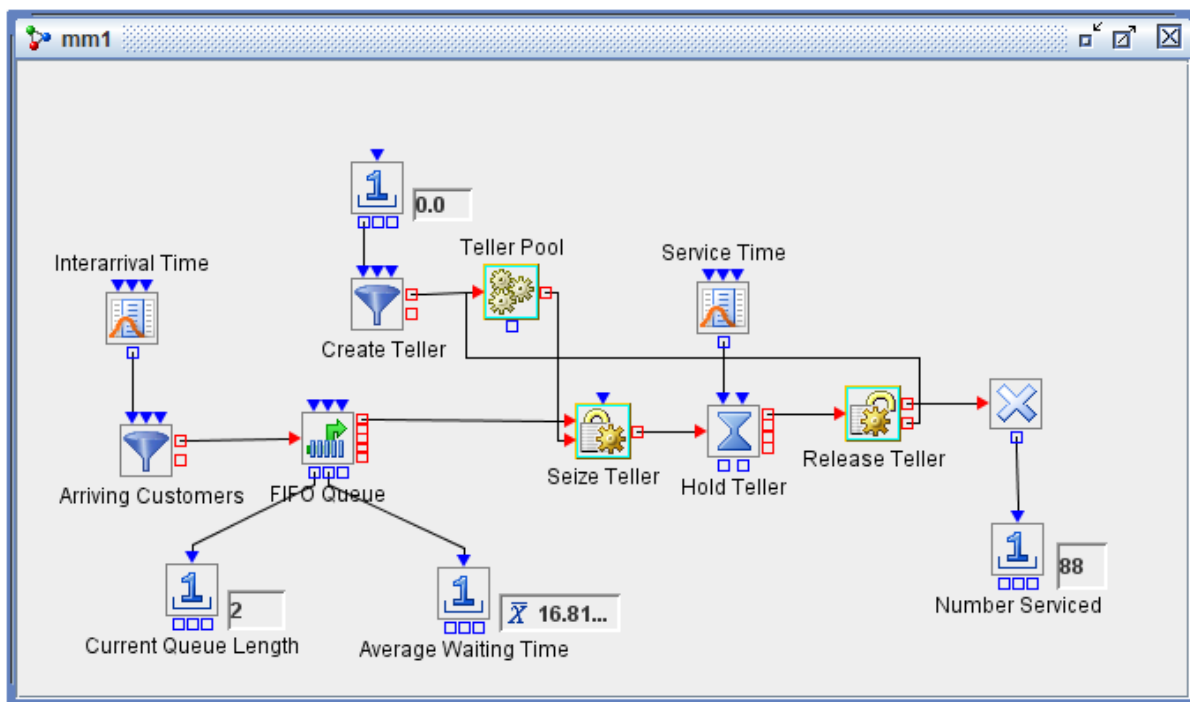 mm1
0.0
Teller Pool
Service Time
Interarrival Time
Create Teller
Release Teller
Seize Teller
Hold Teller
Arriving Customers
FIFO Queue
88
Number Serviced
2
X 16.81...
Current Queue Length
Average Waiting Time